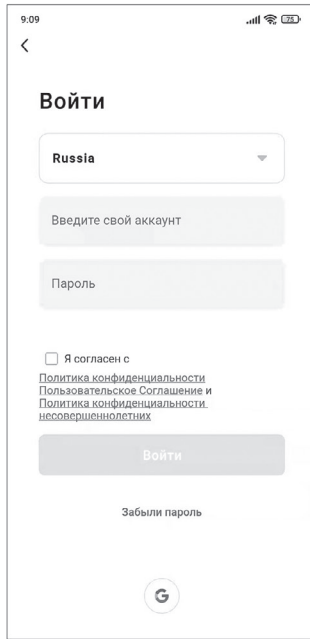 9:09
75
Войти
Russia
Введите свой аккаунт
Пароль
Я согласен с
Политика конфиденциальности
Пользовательское Соглашение и
Политика конфиденциальности
несовершеннолетних
Войти
Забыли пароль
G